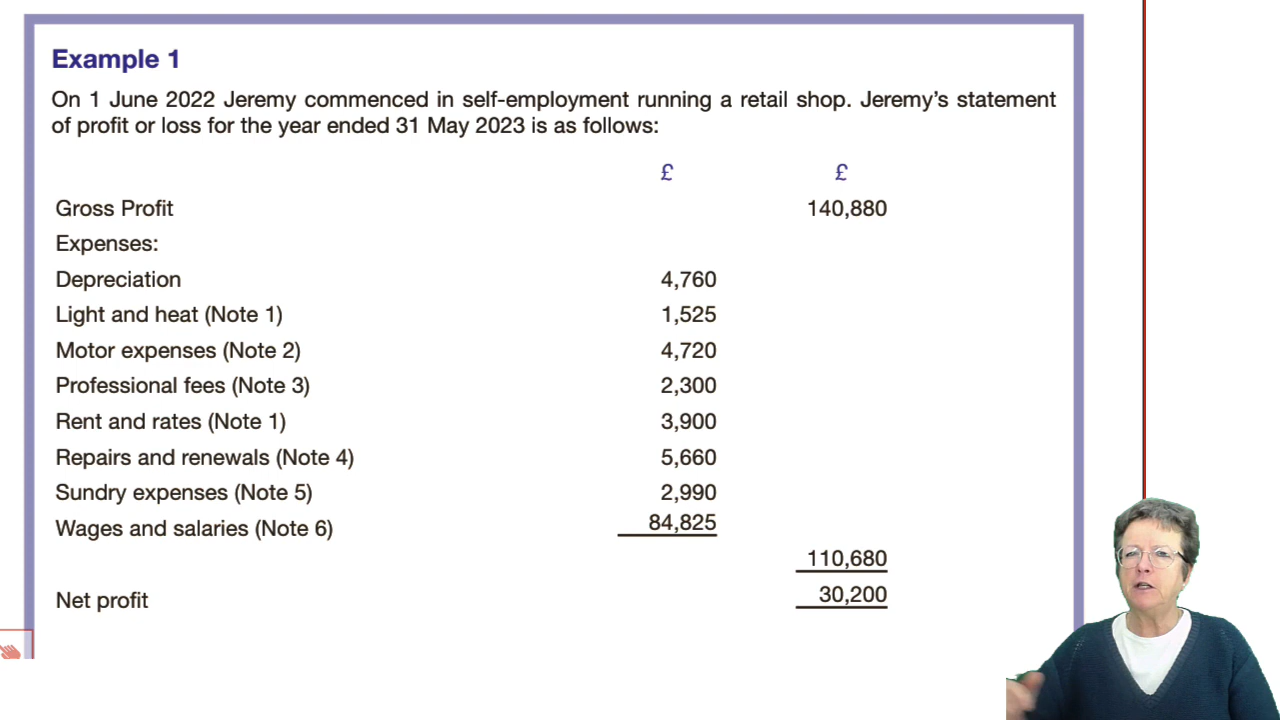 Example 1
On 1 June 2022 Jeremy commenced in self-employment running a retail shop. Jeremy’s statement
of profit or loss for the year ended 31 May 2023 is as follows:
£ £
Gross Profit 140,880
Expenses:
Depreciation 4,760
Light and heat (Note 1) 1,525
Motor expenses (Note 2) 4,720
Professional fees (Note 3) 2,300
Rent and rates (Note 1) 3,900
Repairs and renewals (Note 4) 5,660
Sundry expenses (Note 5) 2,990
Wages and salaries (Note 6) 84,825
110,680
Net profit 30,200